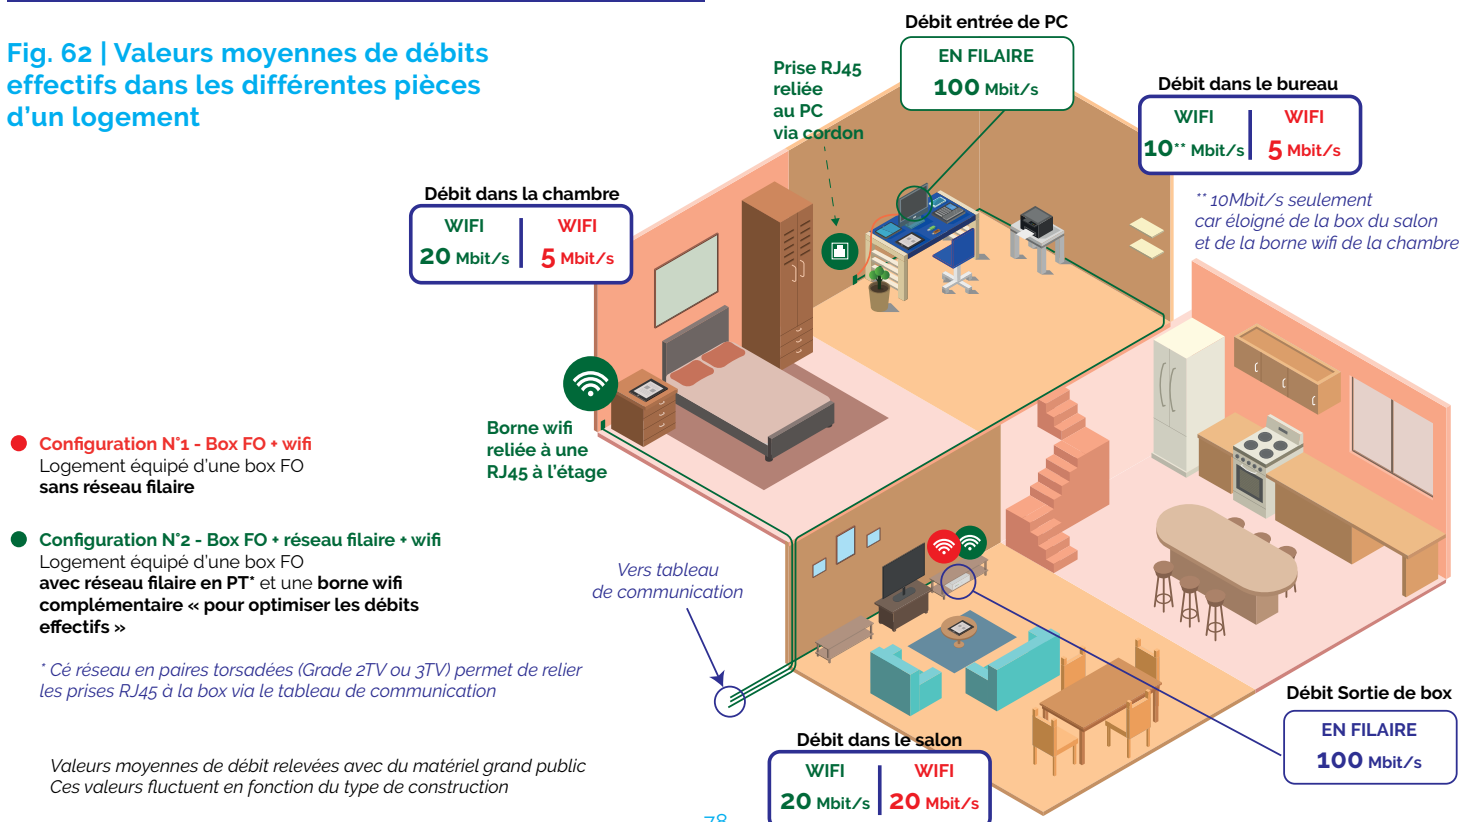 Fig. 62 | Valeurs moyennes de débits
effectifs dans les différentes pièces
d'un logement
Débit entrée de PC
EN FILAIRE
100 Mbit/s
Prise RJ45
reliée
au PC
via cordon
Débit dans le bureau
WIFI
10** Mbit/s
WIFI
5 Mbit/s
** 10Mbit/s seulement
car éloigné de la box du salon
et de la borne wifi de la chambre
Débit dans la chambre
WIFI
20 Mbit/s
WIFI
5 Mbit/s
Borne wifi
reliée à une
RJ45 à l'étage
Configuration N°1 - Box FO + wifi
Logement équipé d'une box FO
sans réseau filaire
Configuration N°2 - Box FO + réseau filaire + wifi
Logement équipé d'une box FO
avec réseau filaire en PT* et une borne wifi
complémentaire « pour optimiser les débits
effectifs »
* Cé réseau en paires torsadées (Grade 2TV ou 3TV) permet de relier
les prises RJ45 à la box via le tableau de communication
Vers tableau
de communication
Valeurs moyennes de débit relevées avec du matériel grand public
Ces valeurs fluctuent en fonction du type de construction
Débit dans le salon
WIFI
20 Mbit/s
WIFI
20 Mbit/s
Débit Sortie de box
EN FILAIRE
100 Mbit/s
78